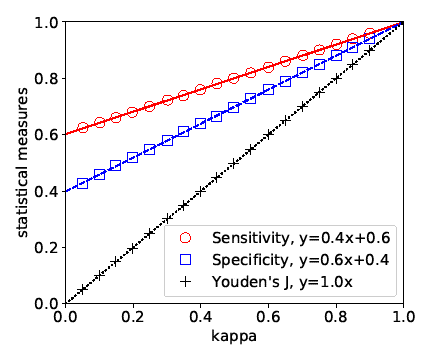 statistical measures
1.0
0.8
0.6
0.4
0.2
0.0
Sensitivity, y=0.4x+0.6
Specificity, y=0.6x+0.4
Youden's J, y=1.0x
0.0 0.2 0.4 0.6 0.8 1.0
kappa